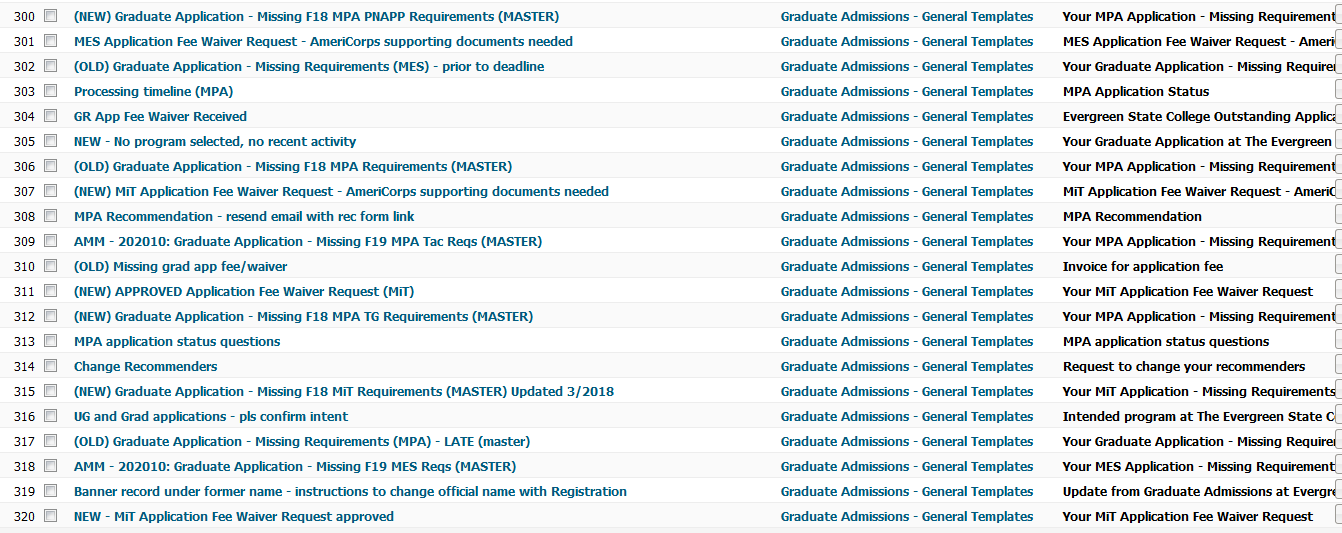 300 (NEW) Graduate Application - Missing F18 MPA PNAPP Requirements (MASTER) Graduate Admissions - General Templates Your MPA Application - Missing Requirement
301 MES Application Fee Waiver Request - AmeriCorps supporting documents needed Graduate Admissions - General Templates MES Application Fee Waiver Request - Ameri
302 (OLD) Graduate Application - Missing Requirements (MES) - prior to deadline Graduate Admissions - General Templates Your Graduate Application - Missing Require
303 Processing timeline (MPA) Graduate Admissions - General Templates MPA Application Status
304 GR App Fee Waiver Received Graduate Admissions - General Templates Evergreen State College Outstanding Applica
305 NEW - No program selected, no recent activity Graduate Admissions - General Templates Your Graduate Application at The Evergreen
306 (OLD) Graduate Application - Missing F18 MPA Requirements (MASTER) Graduate Admissions - General Templates Your MPA Application - Missing Requirement
307 (NEW) MiT Application Fee Waiver Request - AmeriCorps supporting documents needed Graduate Admissions - General Templates MiT Application Fee Waiver Request - AmeriC
308 MPA Recommendation - resend email with rec form link Graduate Admissions - General Templates MPA Recommendation
309 AMM - 202010: Graduate Application - Missing F19 MPA Tac Reqs (MASTER) Graduate Admissions - General Templates Your MPA Application - Missing Requirement
310 (OLD) Missing grad app fee/waiver Graduate Admissions - General Templates Invoice for application fee
311 (NEW) APPROVED Application Fee Waiver Request (MiT) Graduate Admissions - General Templates Your MiT Application Fee Waiver Request
312 (NEW) Graduate Application - Missing F18 MPA TG Requirements (MASTER) Graduate Admissions - General Templates Your MPA Application - Missing Requirement
313 MPA application status questions Graduate Admissions - General Templates MPA application status questions
314 Change Recommenders Graduate Admissions - General Templates Request to change your recommenders
315 (NEW) Graduate Application - Missing F18 MiT Requirements (MASTER) Updated 3/2018 Graduate Admissions - General Templates Your MiT Application - Missing Requirements
316 UG and Grad applications - pls confirm intent Graduate Admissions - General Templates Intended program at The Evergreen State C
317 (OLD) Graduate Application - Missing Requirements (MPA) - LATE (master) Graduate Admissions - General Templates Your Graduate Application - Missing Require
318 AMM - 202010: Graduate Application - Missing F19 MES Reqs (MASTER) Graduate Admissions - General Templates Your MES Application - Missing Requirement
319 Banner record under former name - instructions to change official name with Registration Graduate Admissions - General Templates Update from Graduate Admissions at Evergre
320 NEW - MiT Application Fee Waiver Request approved Graduate Admissions - General Templates Your MiT Application Fee Waiver Request